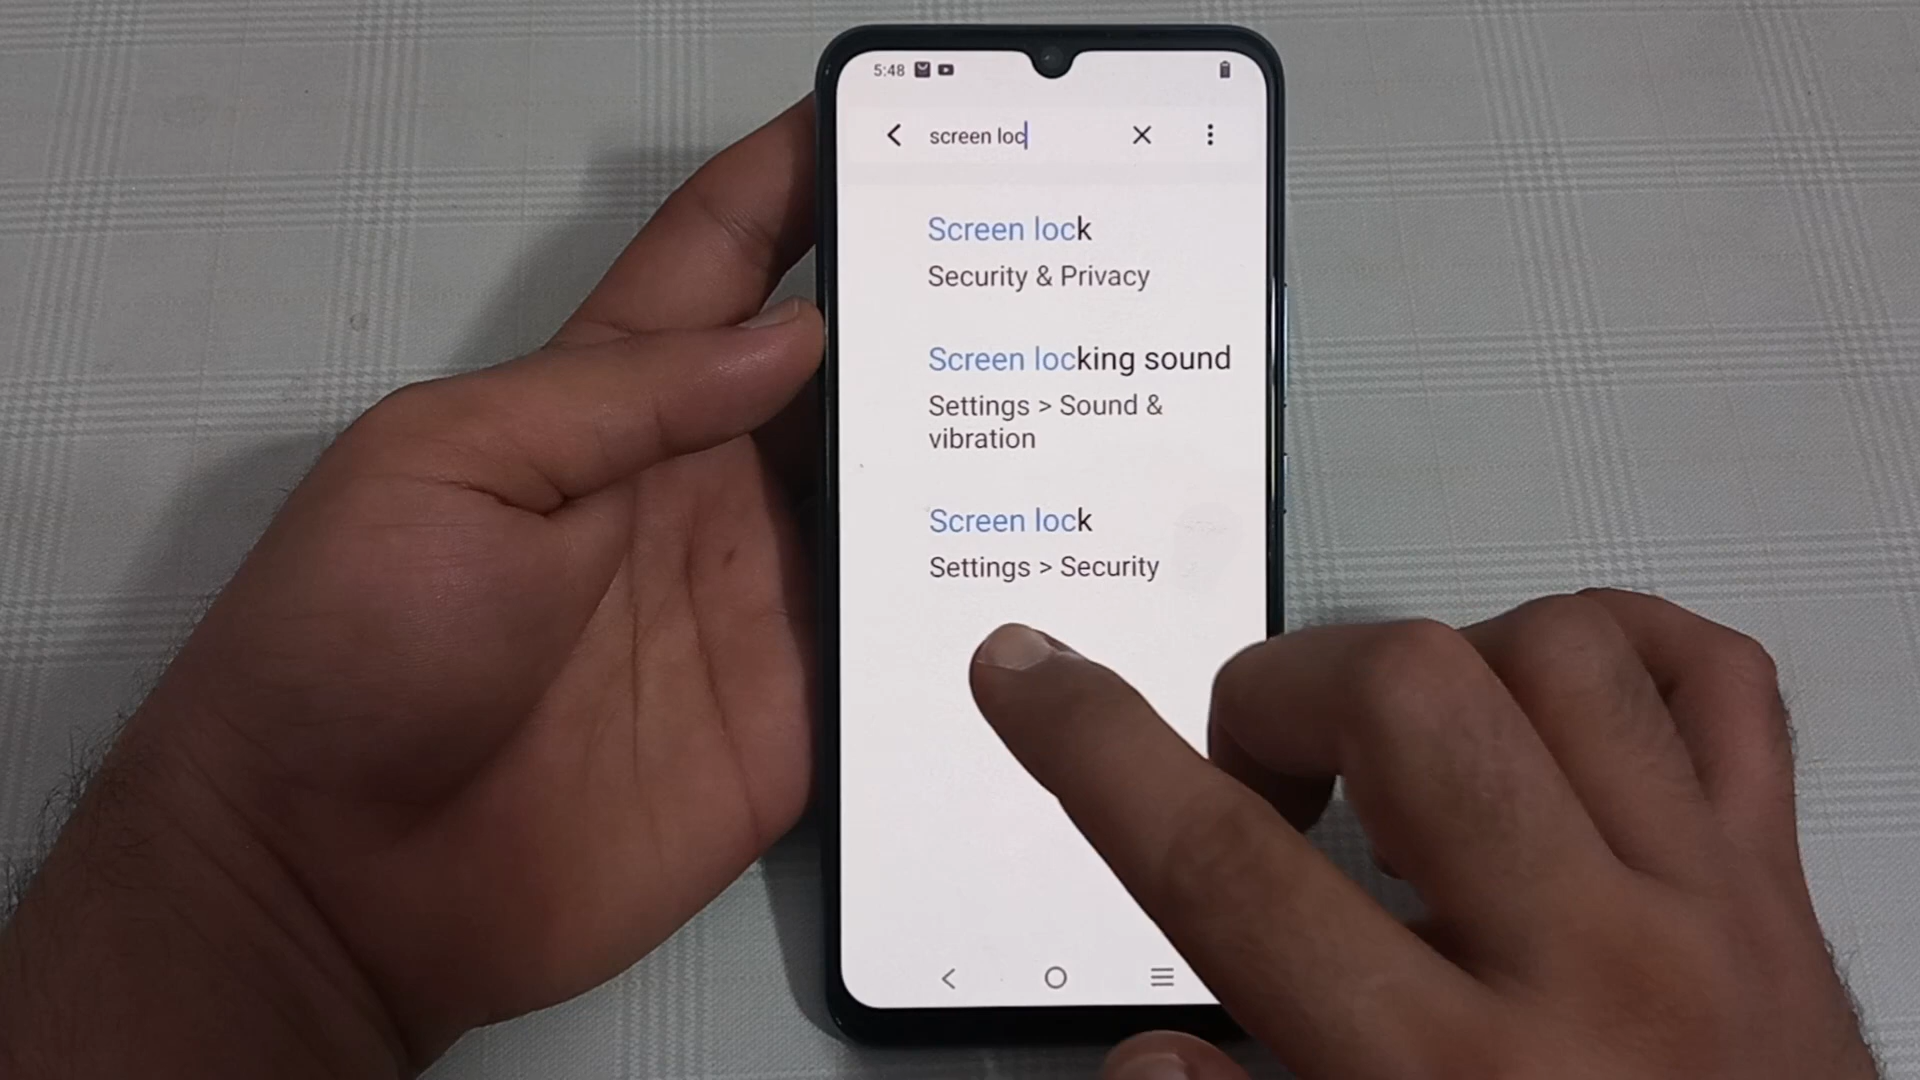 5:48
screen loc
Screen lock
Security & Privacy
Screen locking sound
Settings > Sound &
vibration
Screen lock
Settings > Security